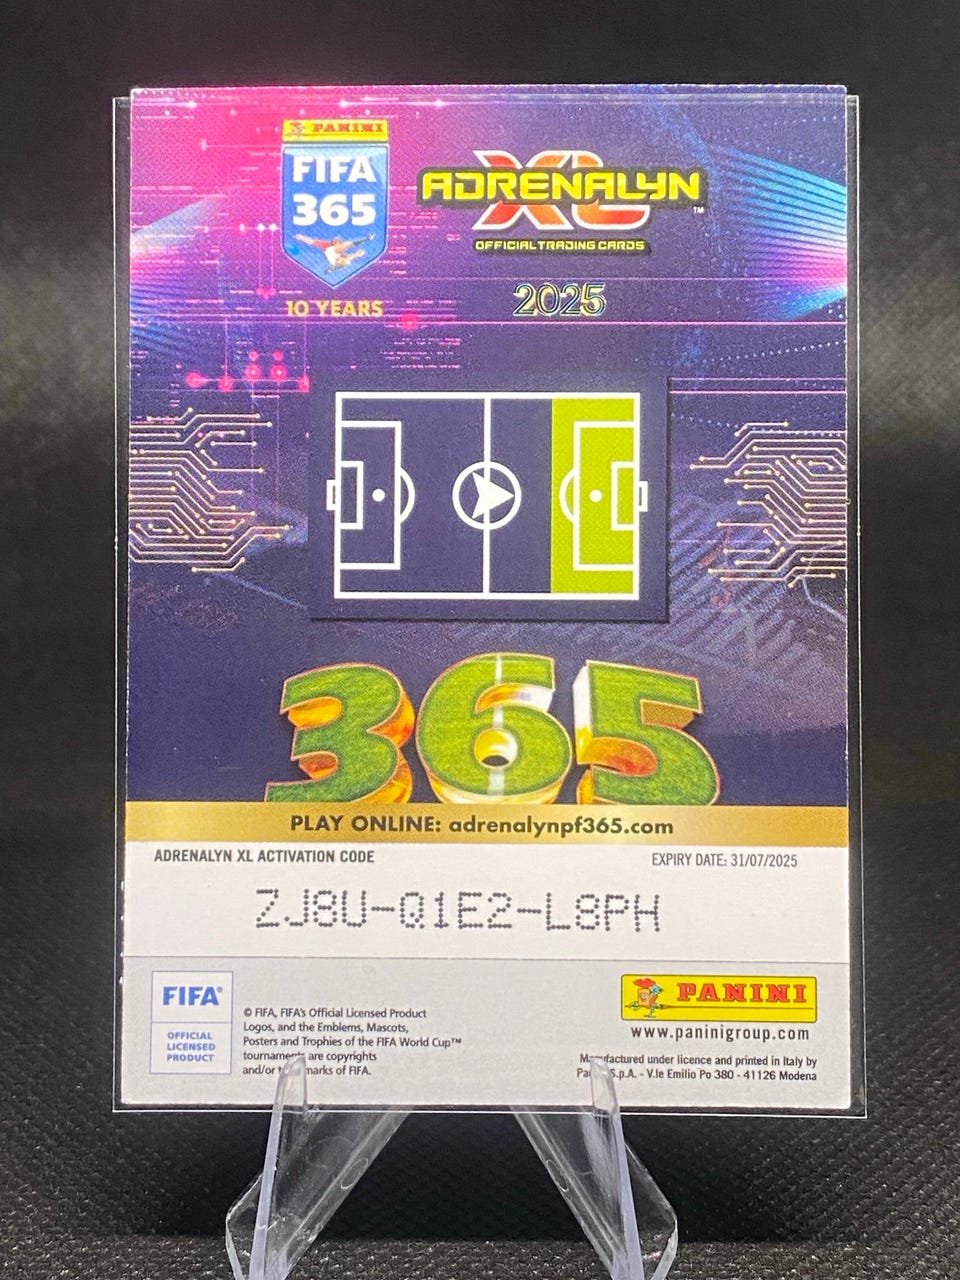 PANINI
FIFA
365
10 YEARS
ADRENALYN XL™
OFFICIAL TRADING CARDS
2025
365
PLAY ONLINE: adrenalynpf365.com
ADRENALYN XL ACTIVATION CODE
EXPIRY DATE: 31/07/2025
ZJ8U-Q1E2-L8PH
FIFA®
OFFICIAL
LICENSED
PRODUCT
© FIFA, FIFA's Official Licensed Product
Logos, and the Emblems, Mascots,
Posters and Trophies of the FIFA World Cup™
tournaments are copyrights
and/or marks of FIFA.
PANINI
www.paninigroup.com
Manufactured under licence and printed in Italy by
S.p.A. - V.le Emilio Po 380 - 41126 Modena